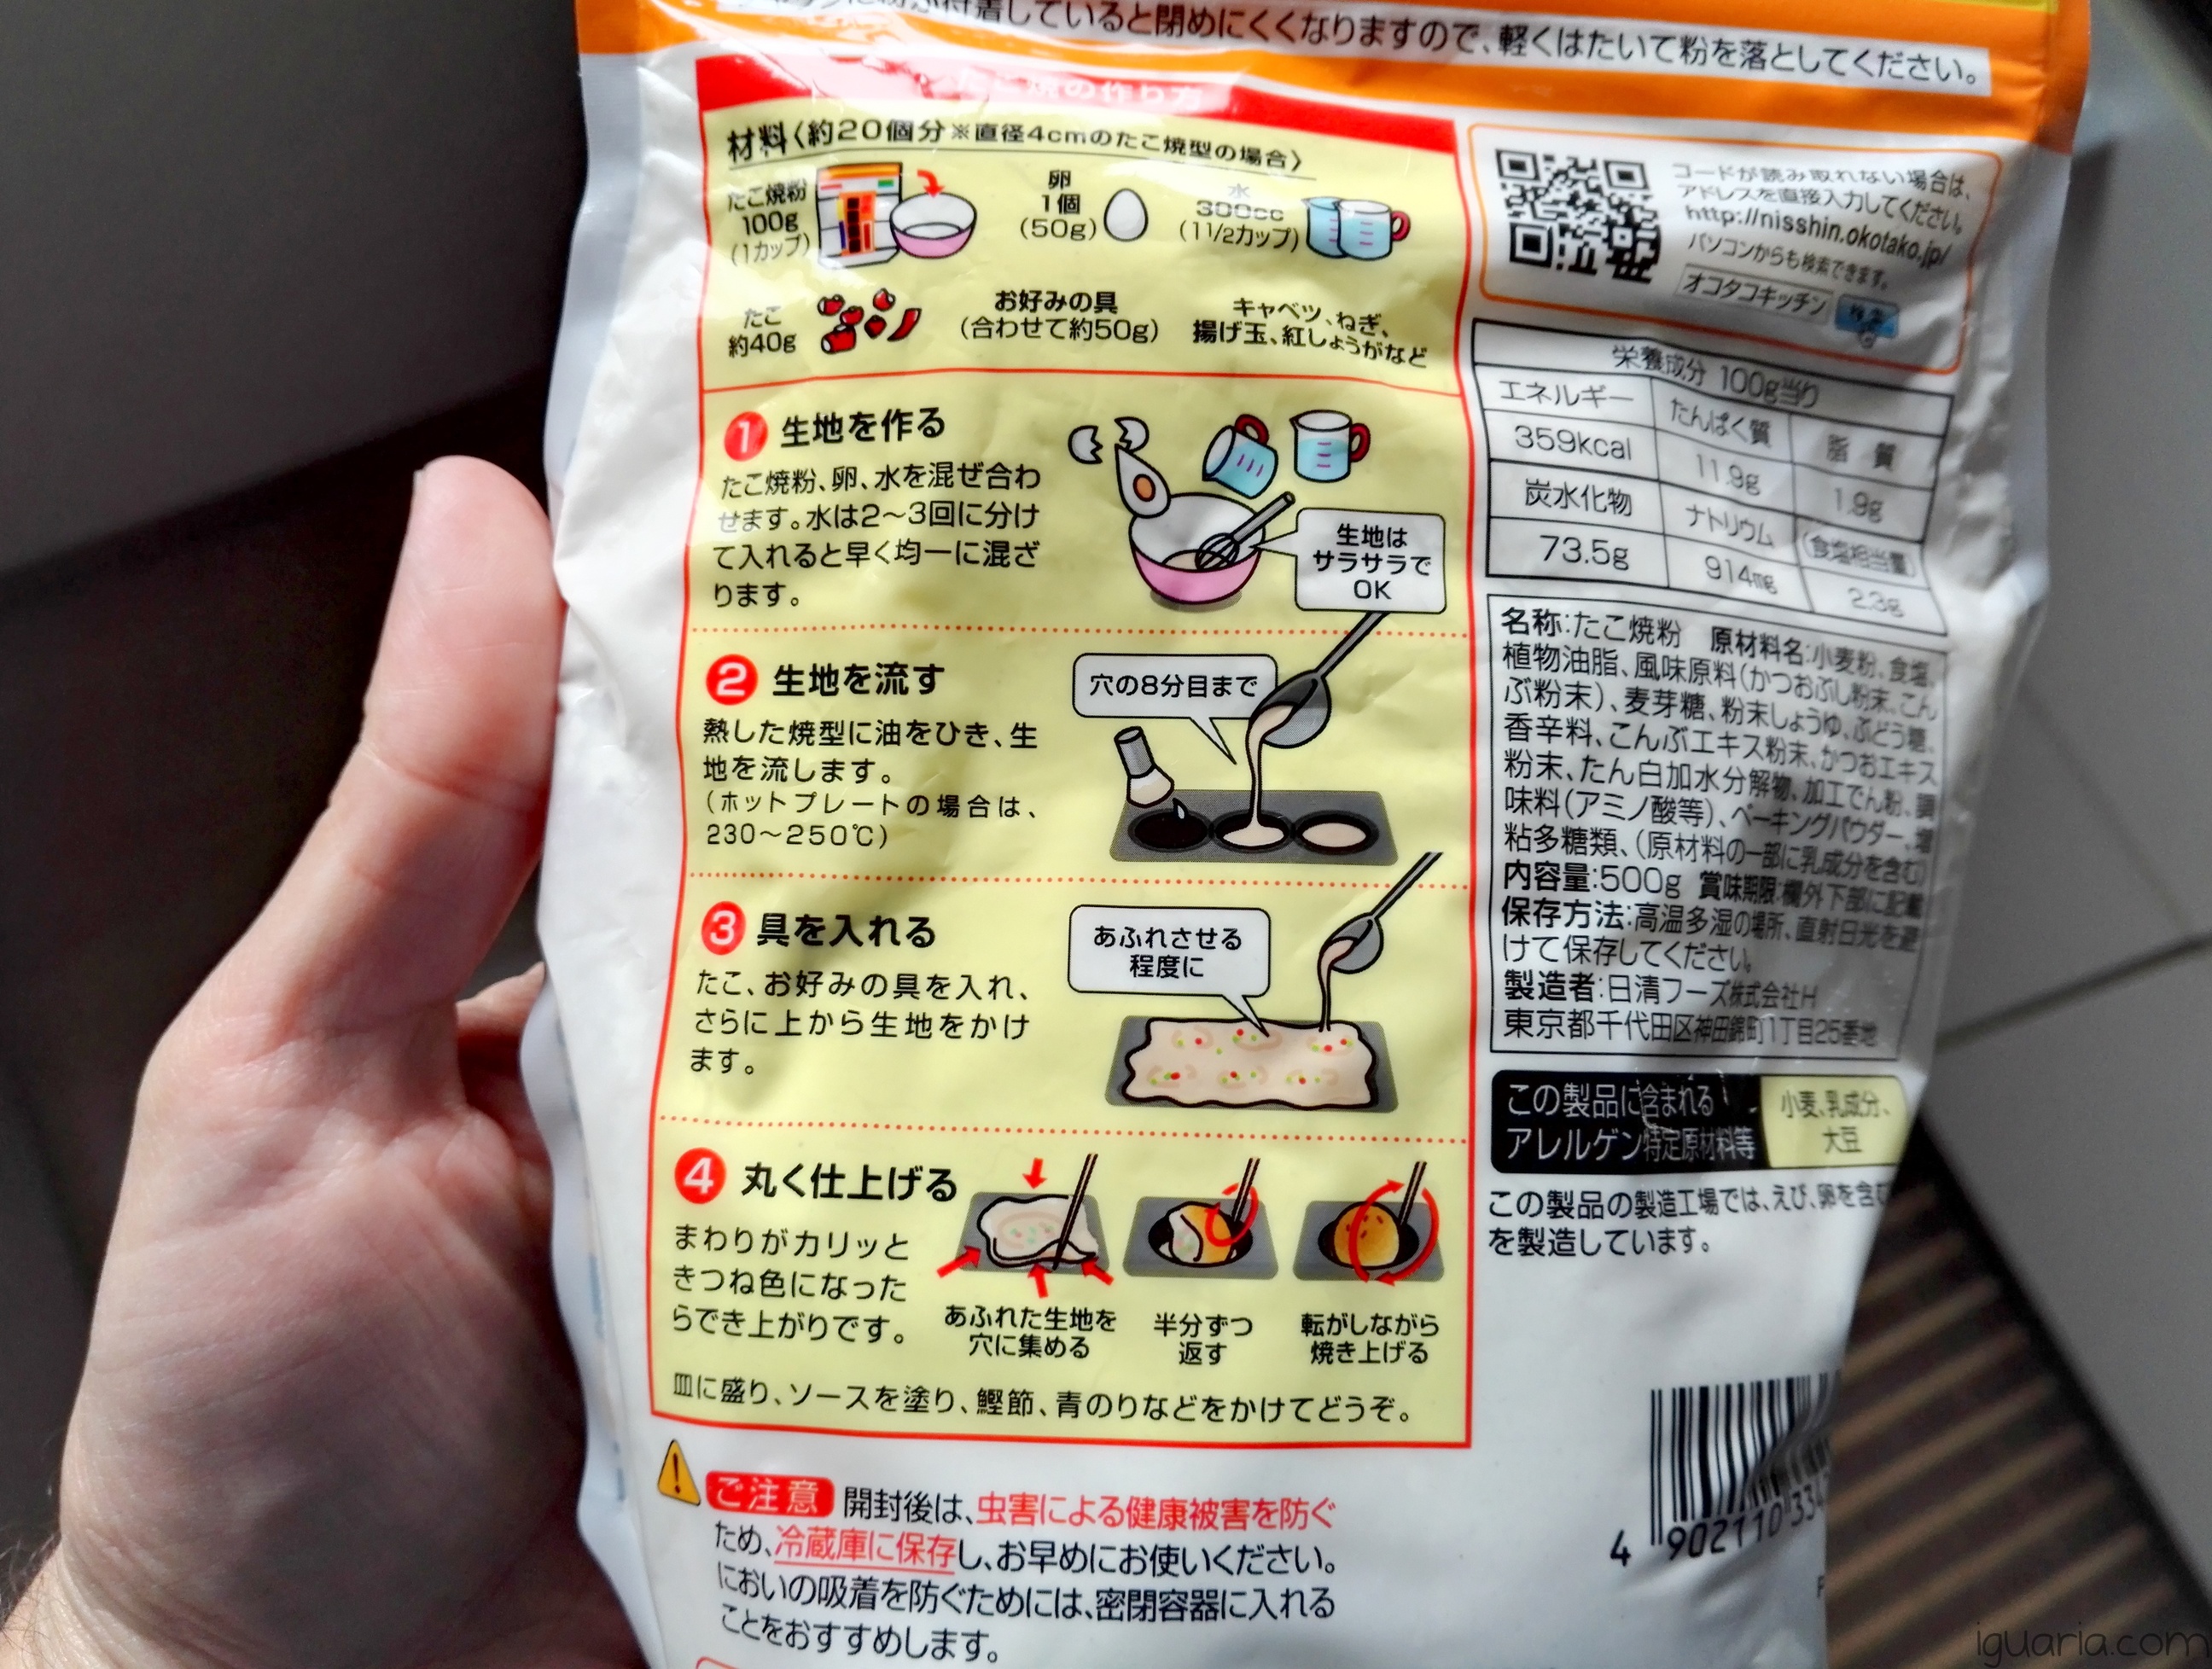 着していると閉めにくくなりますので、軽くはたいて粉を落としてください。
たこ焼の作り方
材料〈約20個分※直径4cmのたこ焼型の場合〉
たこ焼粉
100g
(1カップ)
卵
1個
(50g)
水
300cc
(11/2カップ)
たこ
約40g
お好みの具
(合わせて約50g)
キャベツ、ねぎ、
揚げ玉、紅しょうがなど
1 生地を作る
たこ焼粉、卵、水を混ぜ合わ
せます。水は2〜3回に分け
て入れると早く均一に混ざ
ります。
生地は
サラサラで
OK
2 生地を流す
熱した焼型に油をひき、生
地を流します。
(ホットプレートの場合は、
230〜250℃)
穴の8分目まで
3 具を入れる
たこ、お好みの具を入れ、
さらに上から生地をかけ
ます。
あふれさせる
程度に
4 丸く仕上げる
まわりがカリッと
きつね色になった
らでき上がりです。
あふれた生地を
穴に集める
半分ずつ
返す
転がしながら
焼き上げる
皿に盛り、ソースを塗り、鰹節、青のりなどをかけてどうぞ。
ご注意 開封後は、虫害による健康被害を防ぐ
ため、冷蔵庫に保存し、お早めにお使いください。
においの吸着を防ぐためには、密閉容器に入れる
ことをおすすめします。
コードが読み取れない場合は、
アドレスを直接入力してください。
http://nisshin.okotako.jp/
パソコンからも検索できます。
オコタコキッチン 検索
栄養成分 100g当り
エネルギー たんぱく質 脂質
359kcal 11.9g 1.9g
炭水化物 ナトリウム (食塩相当量)
73.5g 914mg 2.3g
名称:たこ焼粉 原材料名:小麦粉、食塩、
植物油脂、風味原料(かつおぶし粉末、こん
ぶ粉末)、麦芽糖、粉末しょうゆ、ぶどう糖、
香辛料、こんぶエキス粉末、かつおエキス
粉末、たん白加水分解物、加工でん粉、調
味料(アミノ酸等)、ベーキングパウダー、増
粘多糖類、(原材料の一部に乳成分を含む)
内容量:500g 賞味期限:欄外下部に記載
保存方法:高温多湿の場所、直射日光を避
けて保存してください。
製造者:日清フーズ株式会社H
東京都千代田区神田錦町1丁目25番地
この製品に含まれる
アレルゲン特定原材料等
小麦、乳成分、
大豆
この製品の製造工場では、えび、卵を含む
を製造しています。
4 902110 33
iguaria.com